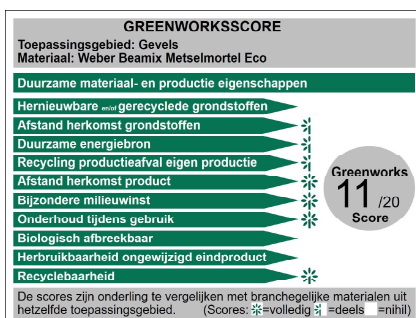 GREENWORKSSCORE
Toepassingsgebied: Gevels
Materiaal: Weber Beamix Metselmortel Eco
Duurzame materiaal- en productie eigenschappen
Hernieuwbare en/of gerecyclede grondstoffen
Afstand herkomst grondstoffen
Duurzame energiebron
Recycling productieafval eigen productie
Afstand herkomst product
Bijzondere milieuwinst
Onderhoud tijdens gebruik
Biologisch afbreekbaar
Herbruikbaarheid ongewijzigd eindproduct
Recyclebaarheid
Greenworks
11 /20
Score
De scores zijn onderling te vergelijken met branchegelijke materialen uit
hetzelfde toepassingsgebied. (Scores: =volledig =deels =nihil)